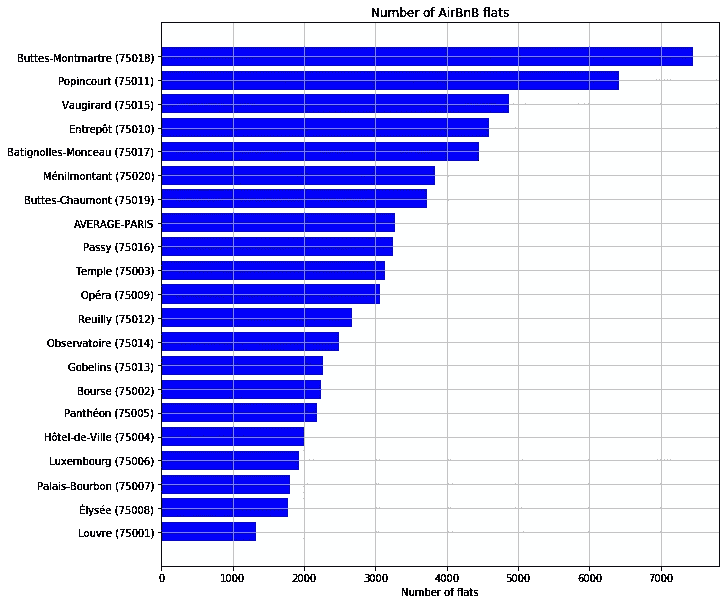 Number of AirBnB flats
Buttes-Montmartre (75018)
Popincourt (75011)
Vaugirard (75015)
Entrepôt (75010)
Batignolles-Monceau (75017)
Ménilmontant (75020)
Buttes-Chaumont (75019)
AVERAGE-PARIS
Passy (75016)
Temple (75003)
Opéra (75009)
Reuilly (75012)
Observatoire (75014)
Gobelins (75013)
Bourse (75002)
Panthéon (75005)
Hôtel-de-Ville (75004)
Luxembourg (75006)
Palais-Bourbon (75007)
Élysée (75008)
Louvre (75001)
0 1000 2000 3000 4000 5000 6000 7000
Number of flats